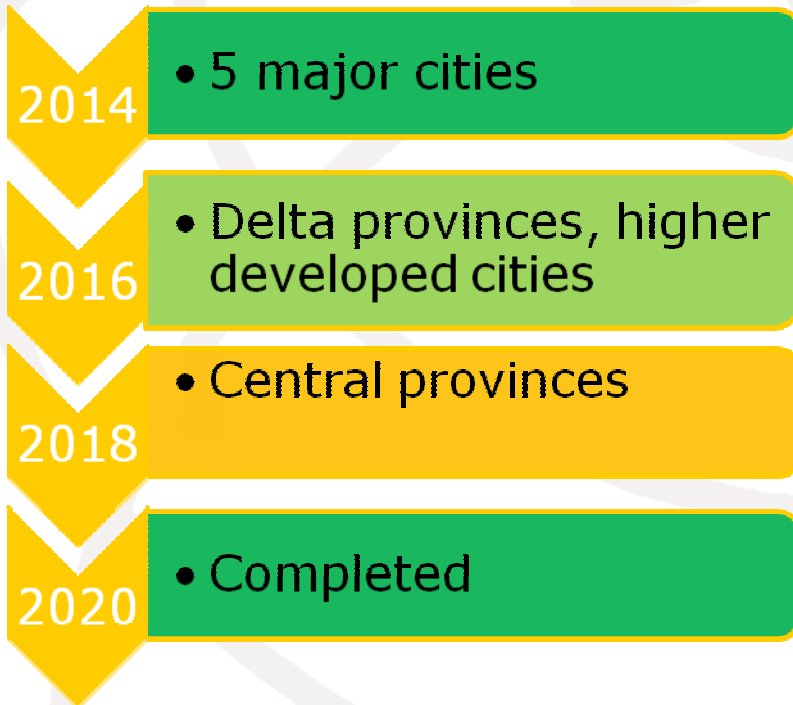 2014
• 5 major cities
2016
• Delta provinces, higher
developed cities
2018
• Central provinces
2020
• Completed